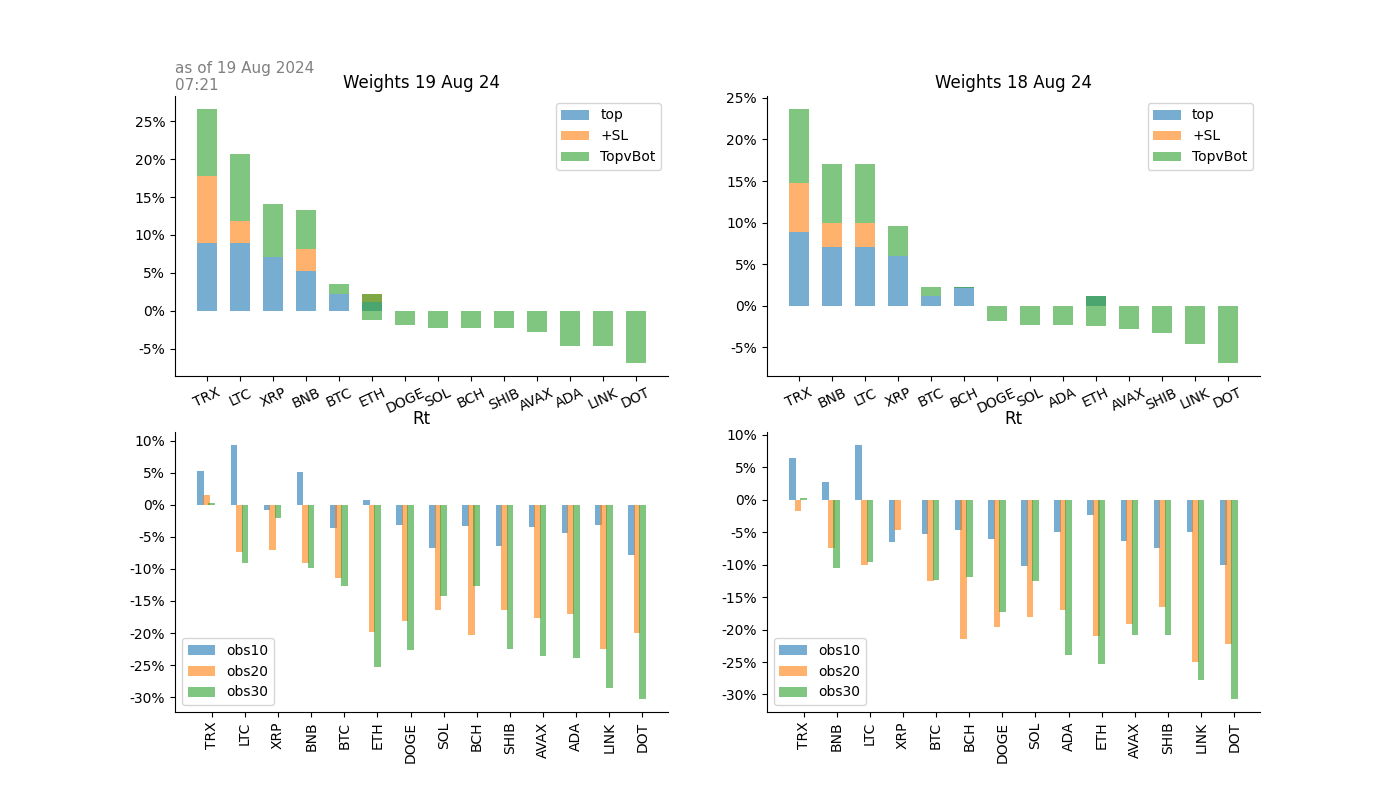 as of 19 Aug 2024
07:21
Weights 19 Aug 24
25%
20%
15%
10%
5%
0%
-5%
top
+SL
TopvBot
TRX LTC XRP BNB BTC ETH DOGE SOL BCH SHIB AVAX ADA LINK DOT
Weights 18 Aug 24
25%
20%
15%
10%
5%
0%
-5%
top
+SL
TopvBot
TRX BNB LTC XRP BTC BCH DOGE SOL ADA ETH AVAX SHIB LINK DOT
Rt
10%
5%
0%
-5%
-10%
-15%
-20%
-25%
-30%
obs10
obs20
obs30
TRX LTC XRP BNB BTC ETH DOGE SOL BCH SHIB AVAX ADA LINK DOT
Rt
10%
5%
0%
-5%
-10%
-15%
-20%
-25%
-30%
obs10
obs20
obs30
TRX BNB LTC XRP BTC BCH DOGE SOL ADA ETH AVAX SHIB LINK DOT